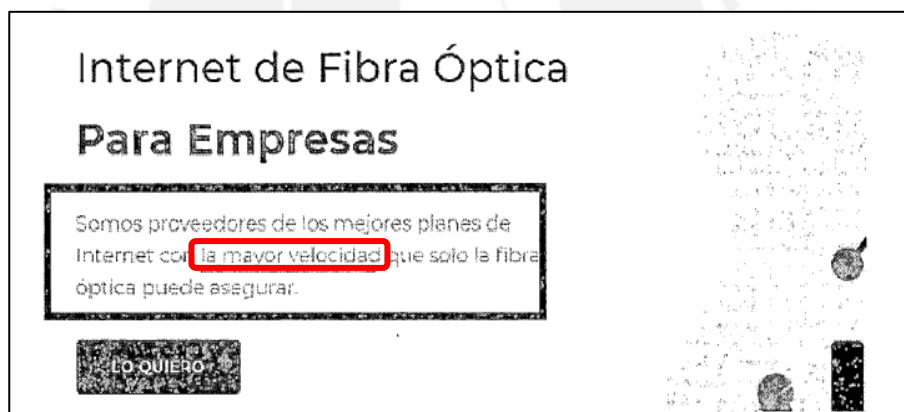 Internet de Fibra Óptica
Para Empresas
Somos proveedores de los mejores planes de
Internet con la mayor velocidad que solo la fibra
óptica puede asegurar.
LO QUIERO